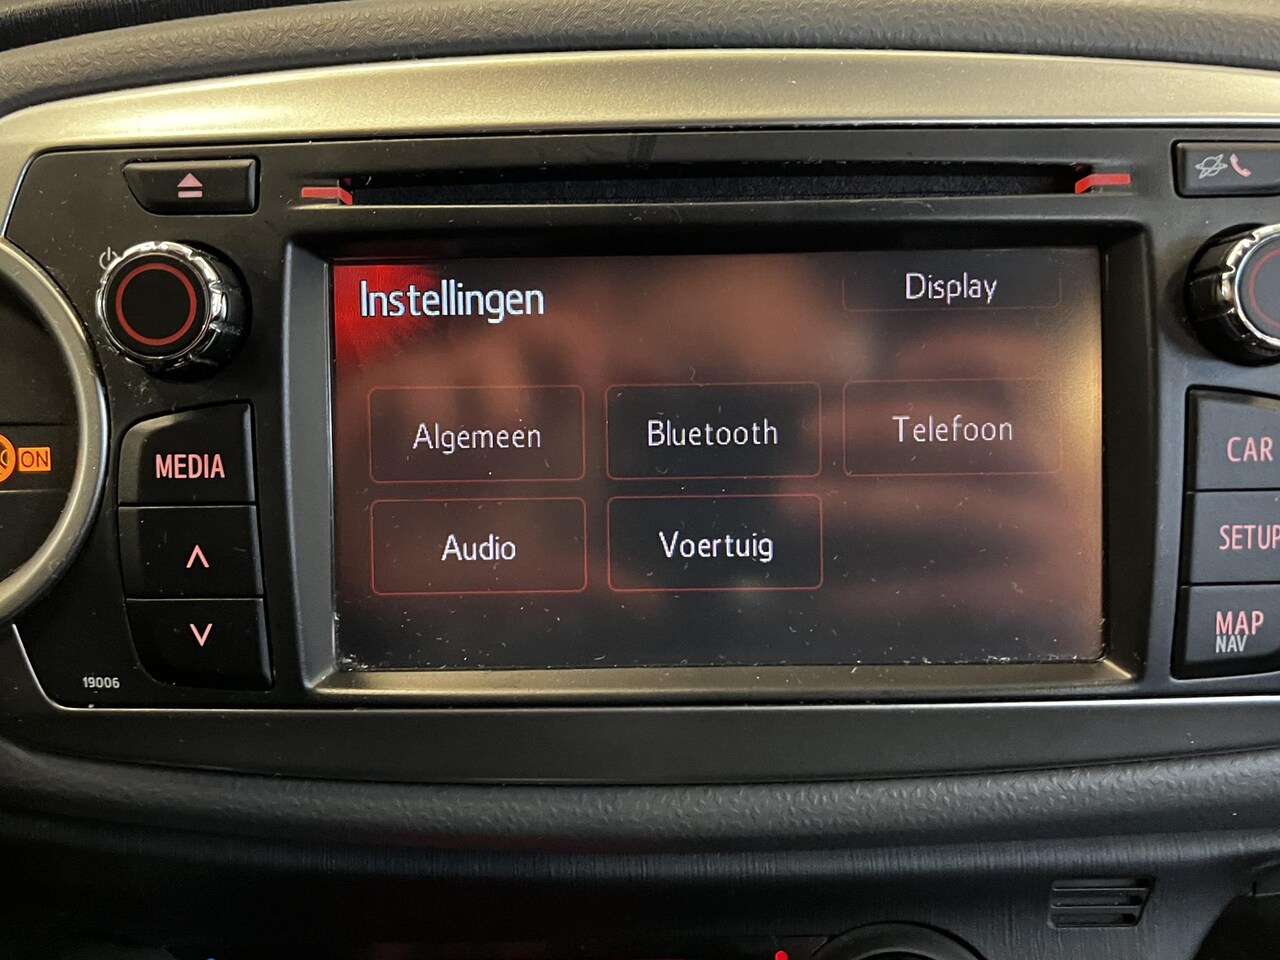 Instellingen
Display
Algemeen
Bluetooth
Telefoon
Audio
Voertuig
MEDIA
ON
19006
CAR
SETUP
MAP
NAV